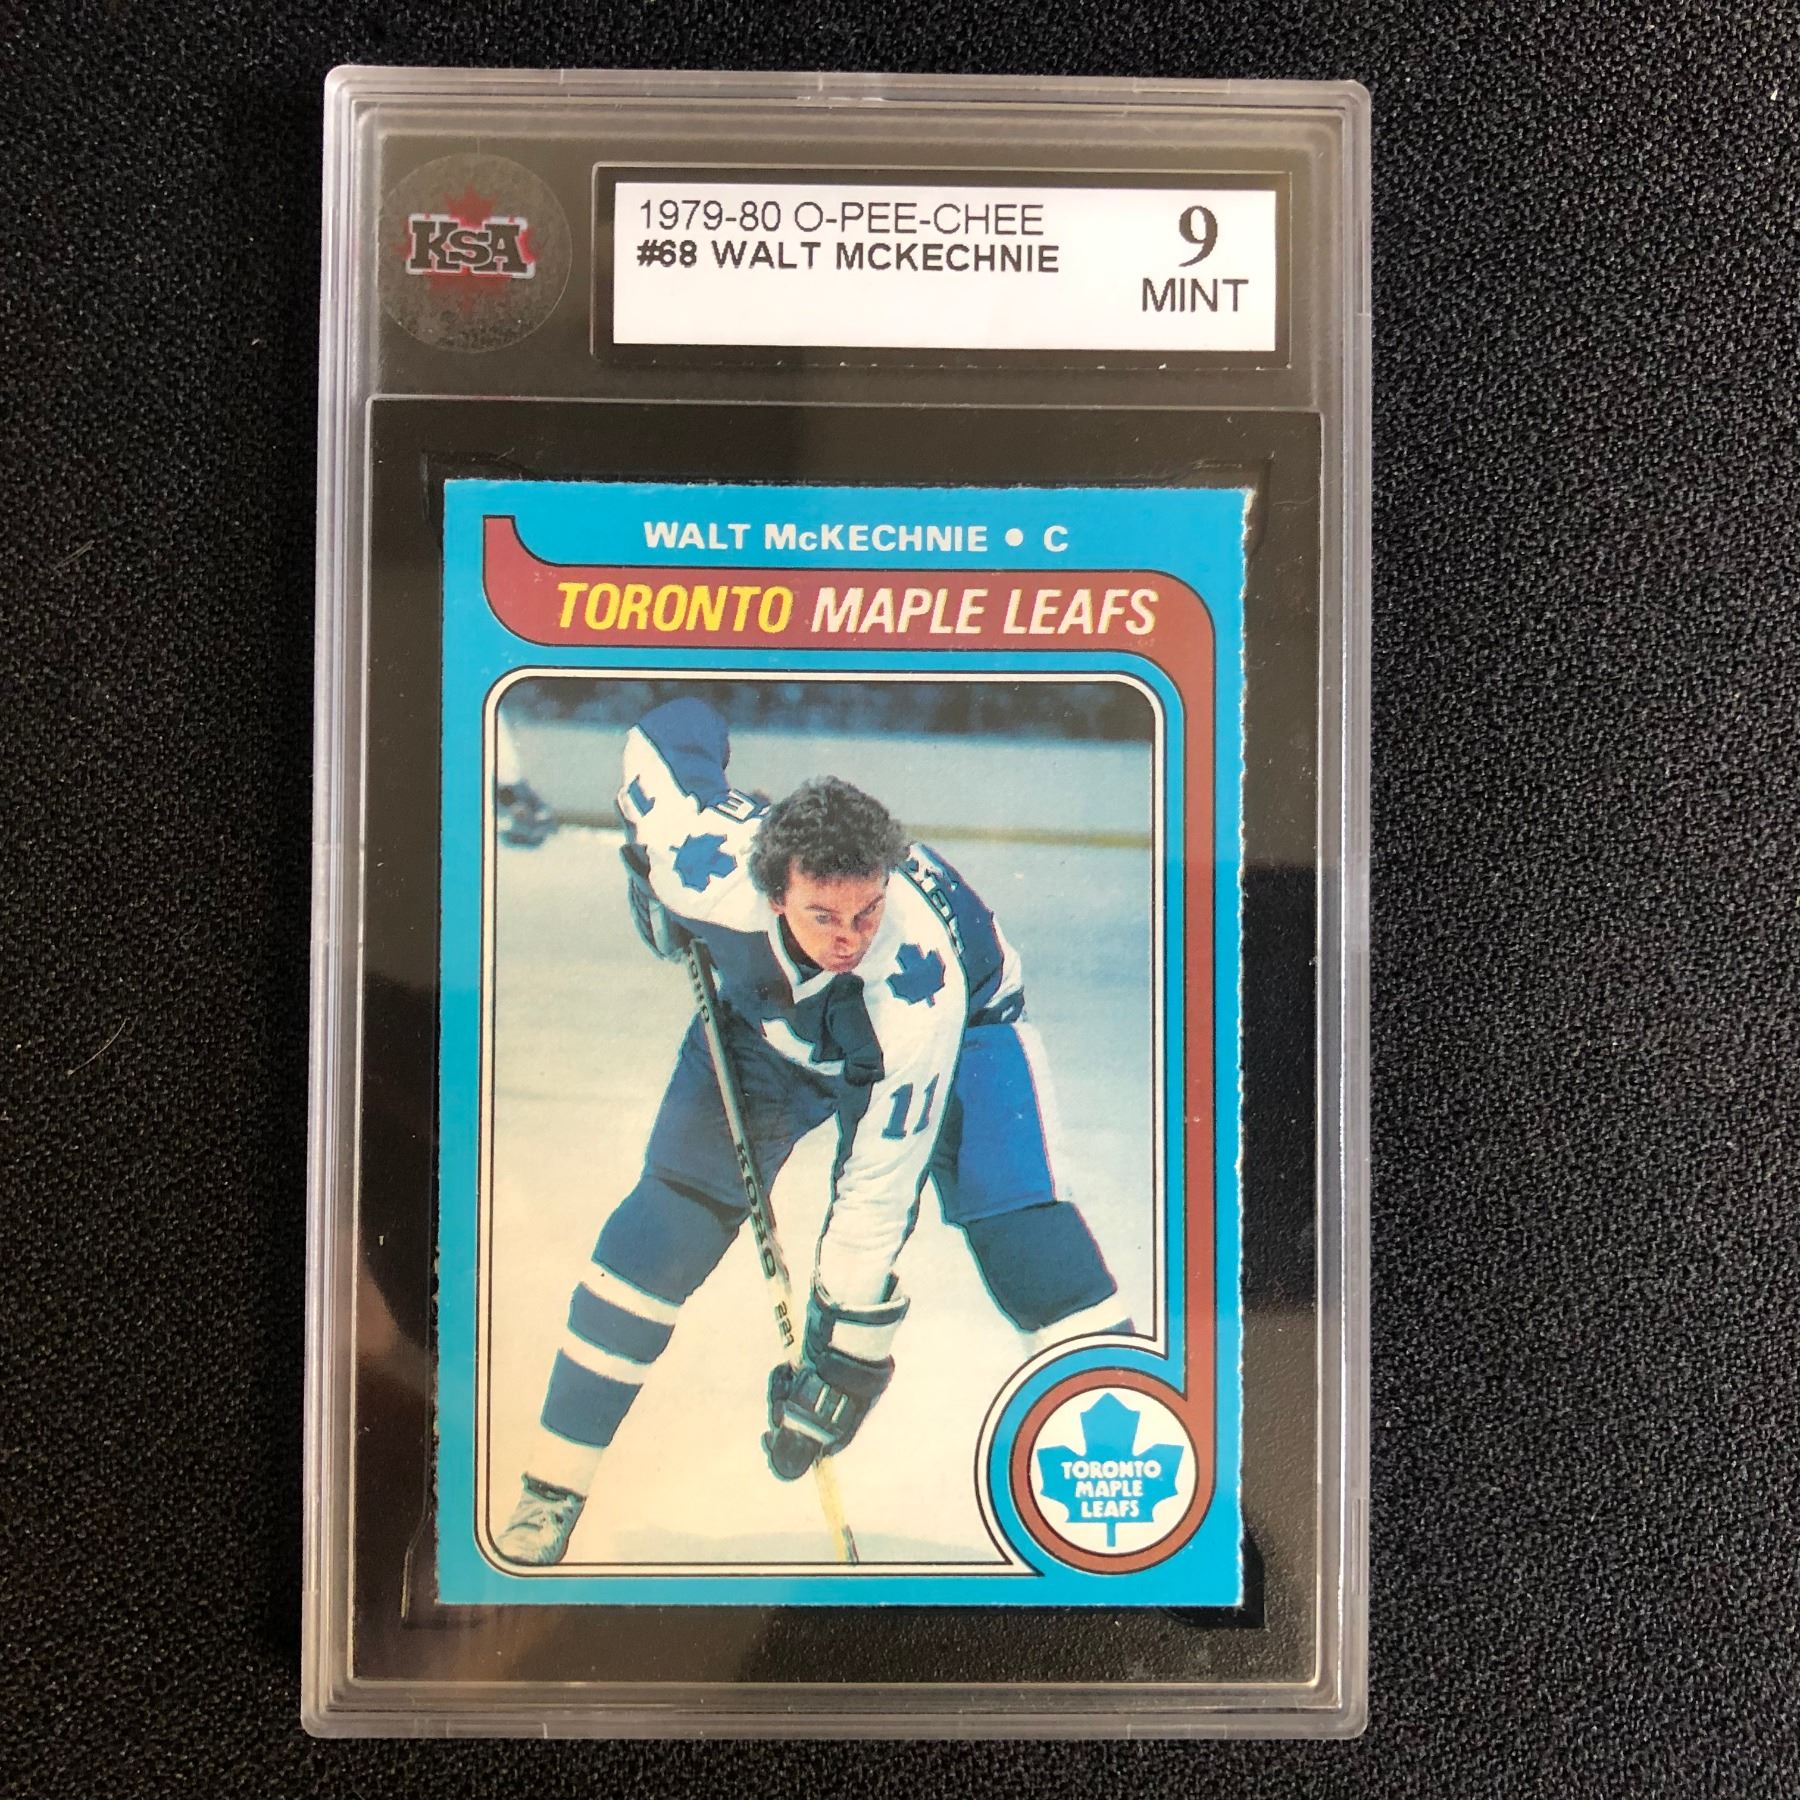 KSA
1979-80 O-PEE-CHEE
#68 WALT MCKECHNIE
9
MINT
WALT McKECHNIE • C
TORONTO MAPLE LEAFS
11
KOHO
221
TORONTO
MAPLE
LEAFS